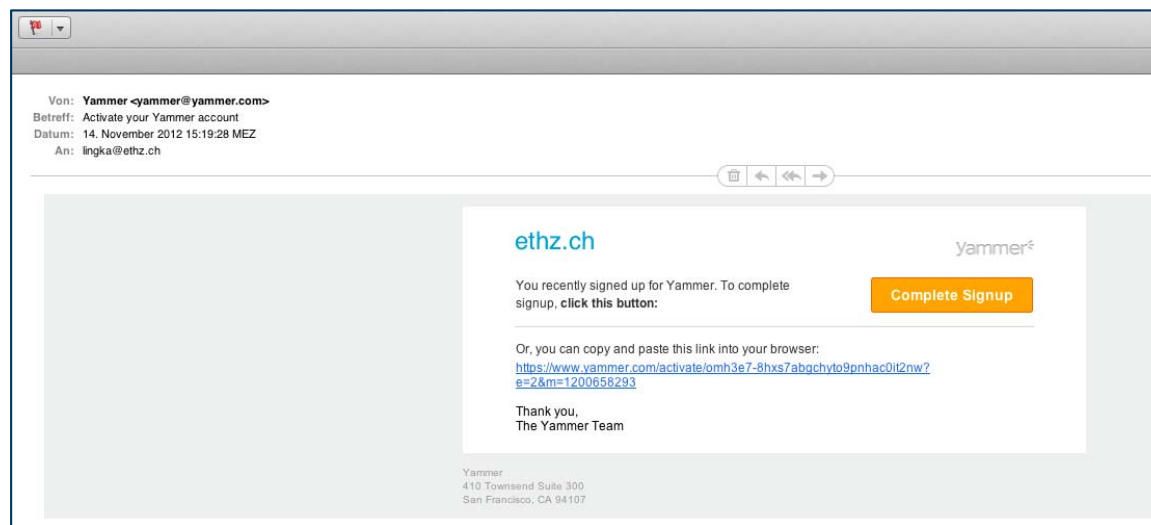 Von: Yammer <yammer@yammer.com>
Betreff: Activate your Yammer account
Datum: 14. November 2012 15:19:28 MEZ
An: lingka@ethz.ch
ethz.ch
yammer
You recently signed up for Yammer. To complete
signup, click this button:
Complete Signup
Or, you can copy and paste this link into your browser:
https://www.yammer.com/activate/omh3e7-8hxs7abgchyto9pnhac0it2nw?
e=2&m=1200658293
Thank you,
The Yammer Team
Yammer
410 Townsend Suite 300
San Francisco, CA 94107